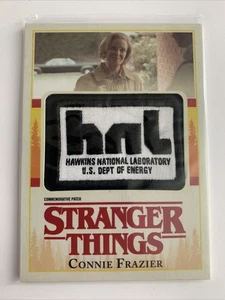 hnl
HAWKINS NATIONAL LABORATORY
U.S. DEPT OF ENERGY
COMMEMORATIVE PATCH
STRANGER
THINGS
CONNIE FRAZIER